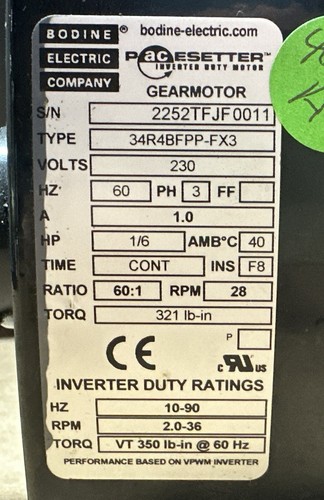 BODINE ® bodine-electric.com
ELECTRIC PacESETTER™
COMPANY INVERTER DUTY MOTOR
GEARMOTOR
S/N 2252TFJF0011
TYPE 34R4BFPP-FX3
VOLTS 230
HZ 60 PH 3 FF
A 1.0
HP 1/6 AMB°C 40
TIME CONT INS F8
RATIO 60:1 RPM 28
TORQ 321 lb-in
P
CE c RU US
INVERTER DUTY RATINGS
HZ 10-90
RPM 2.0-36
TORQ VT 350 lb-in @ 60 Hz
PERFORMANCE BASED ON VPWM INVERTER